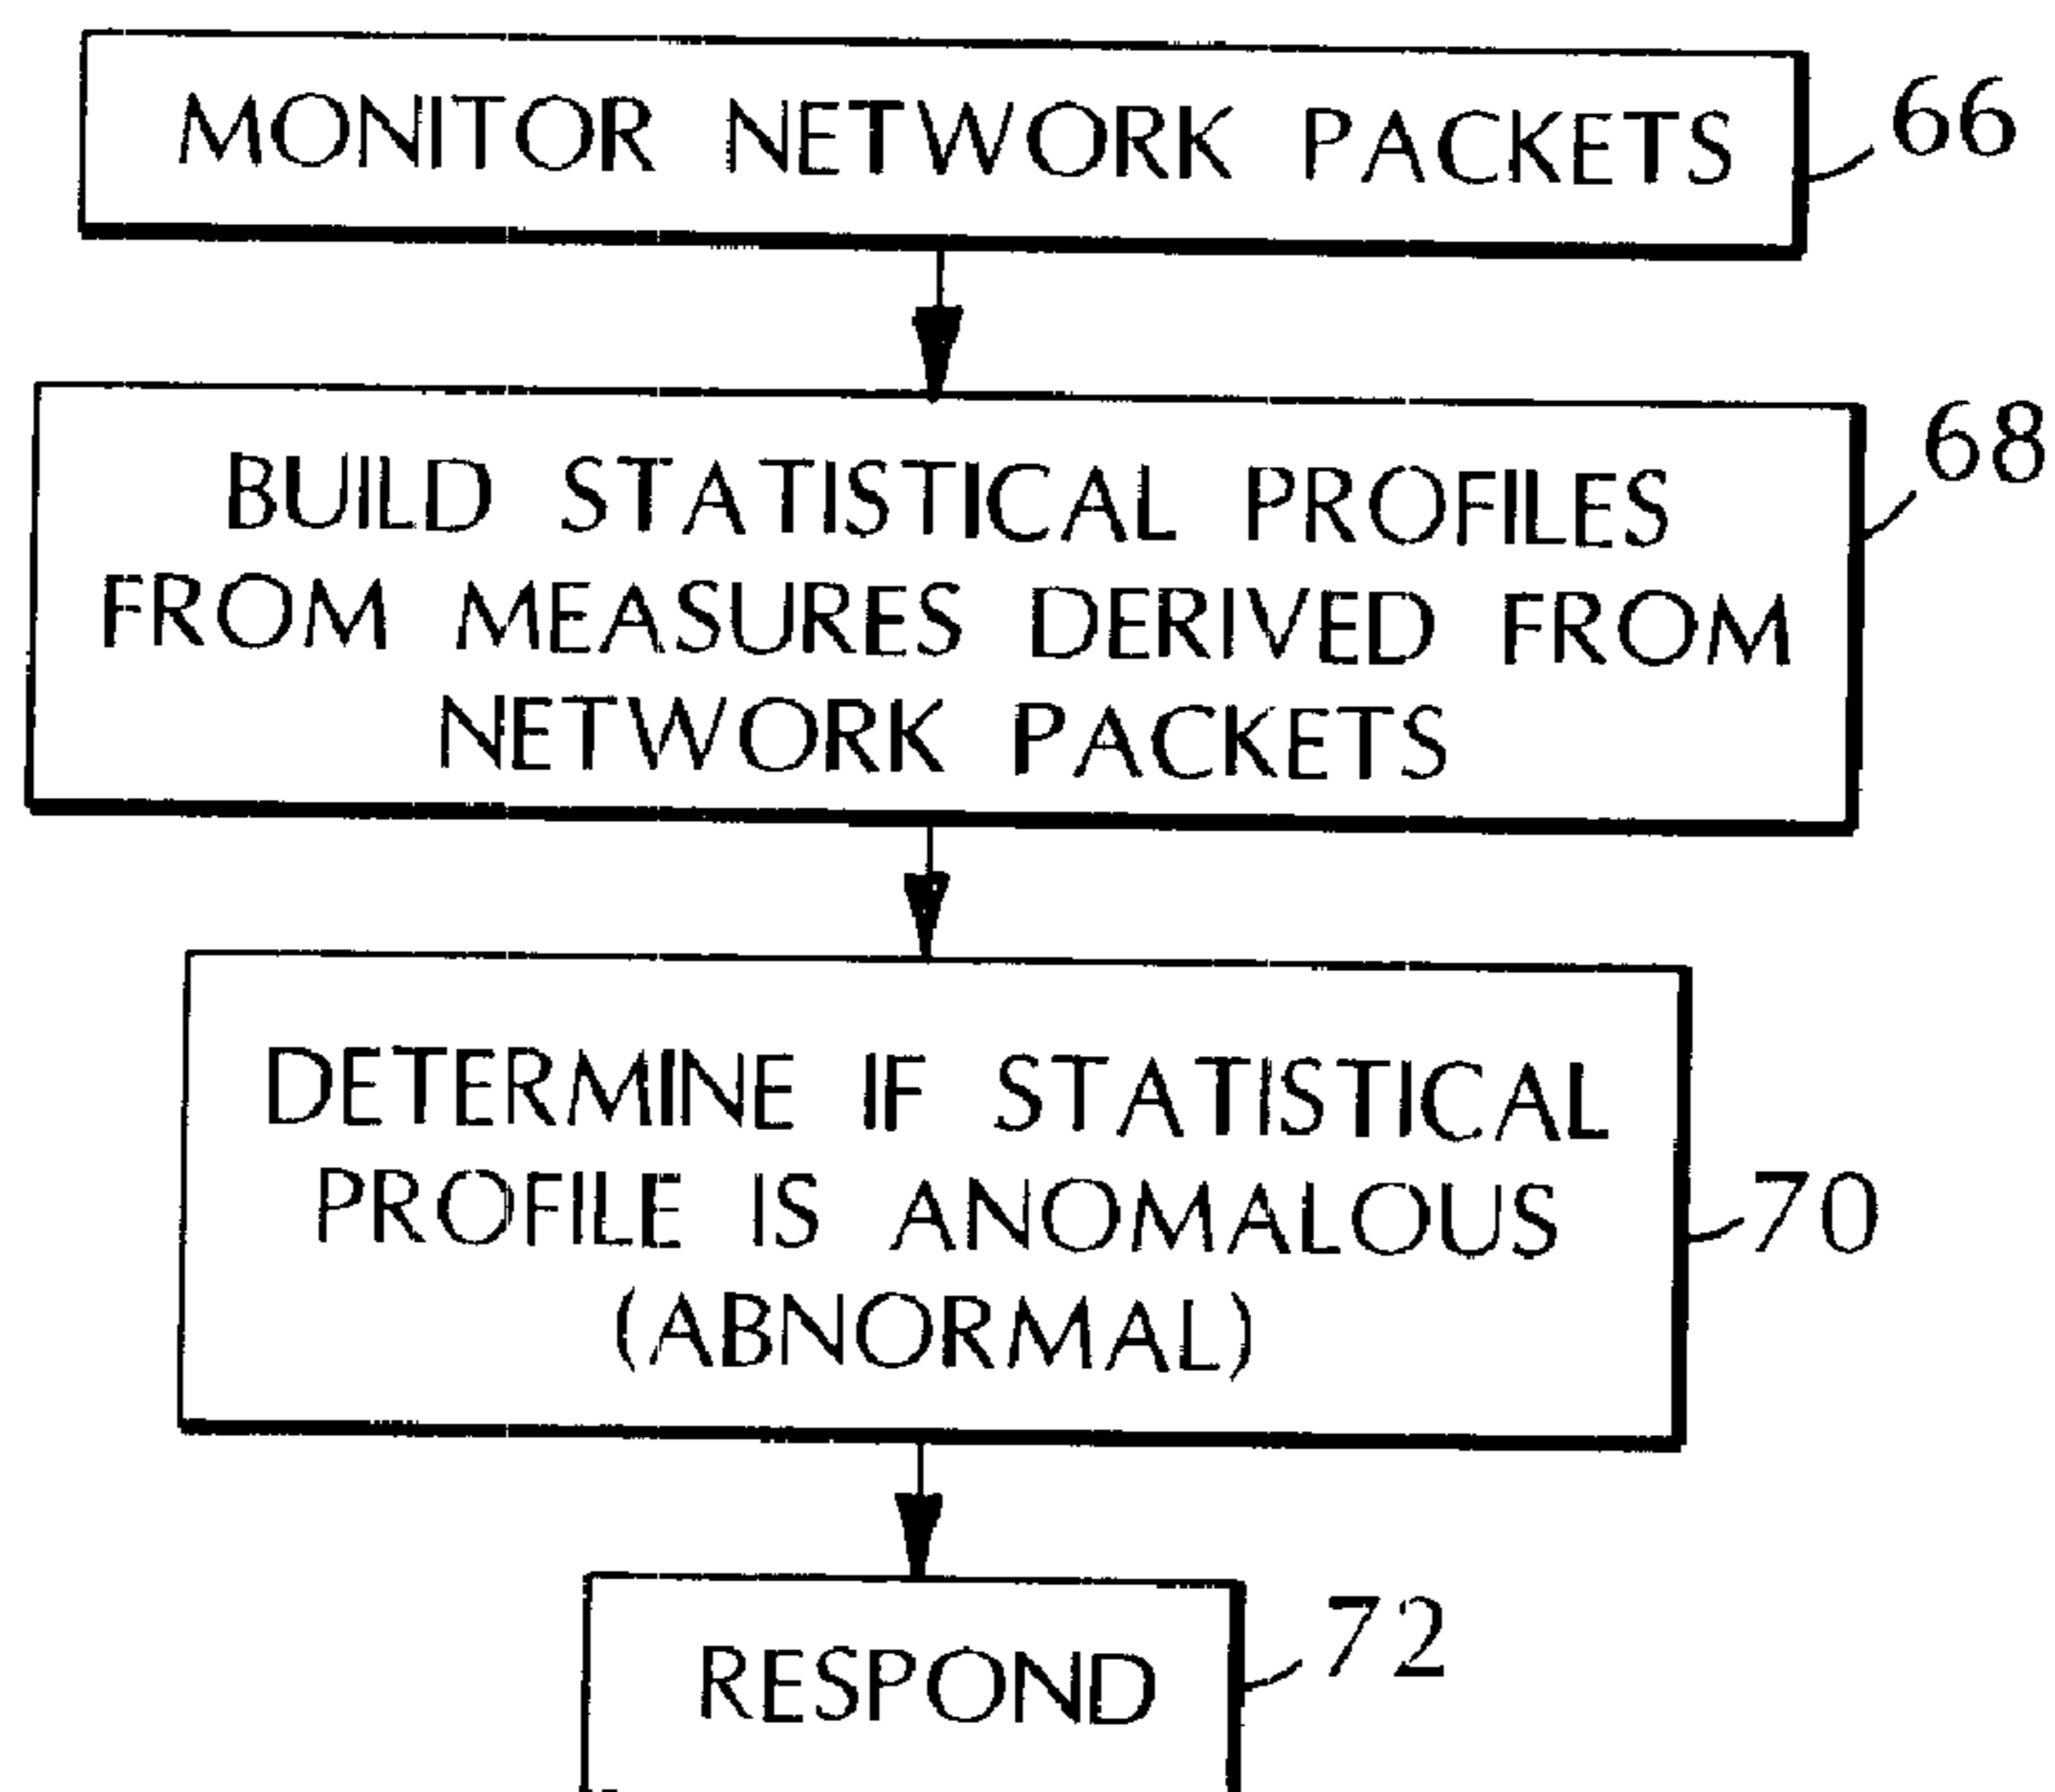 MONITOR NETWORK PACKETS
66
BUILD STATISTICAL PROFILES
FROM MEASURES DERIVED FROM
NETWORK PACKETS
68
DETERMINE IF STATISTICAL
PROFILE IS ANOMALOUS
(ABNORMAL)
70
RESPOND
72